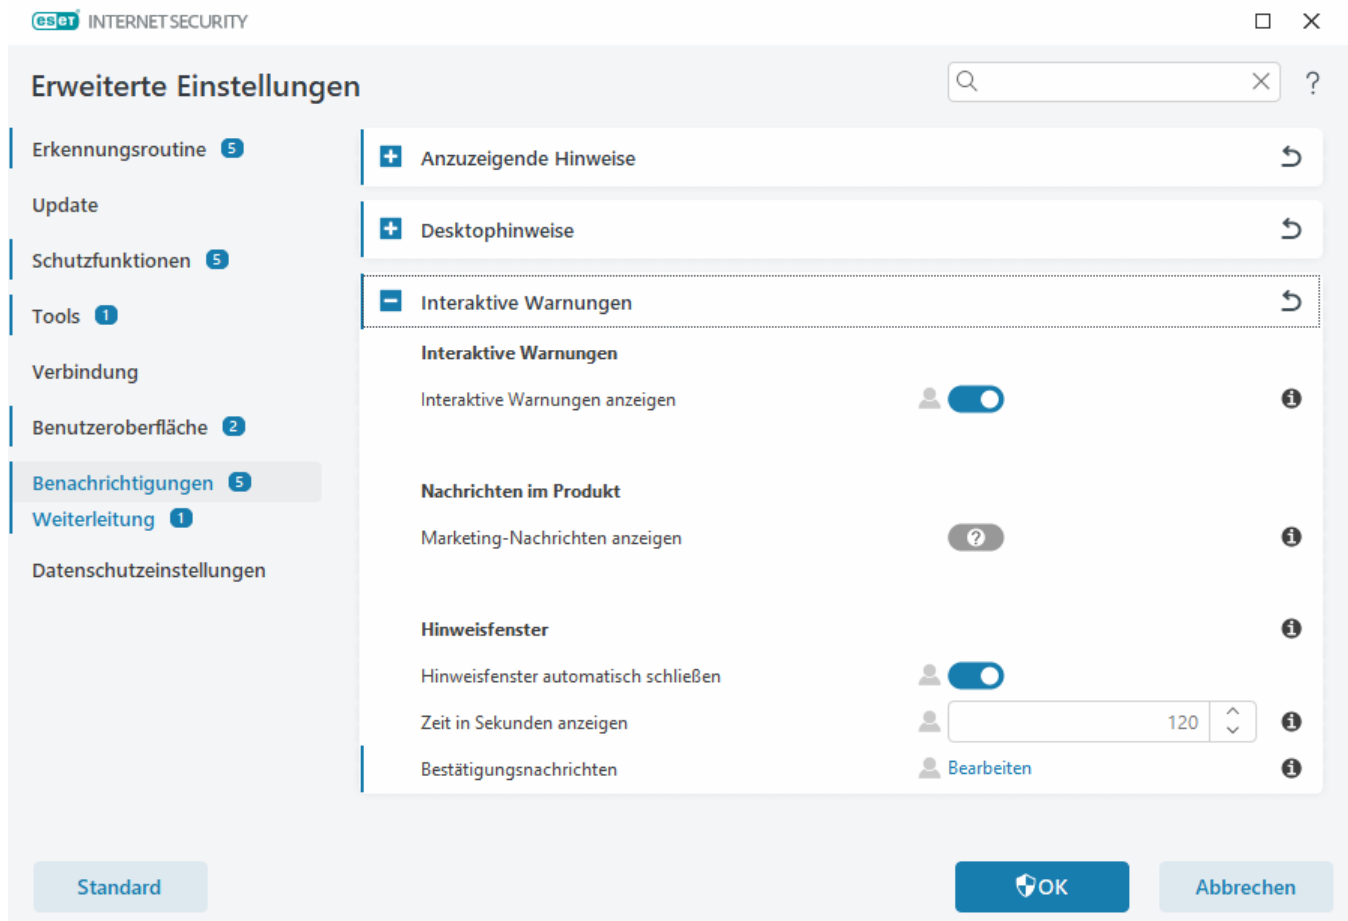 eset INTERNET SECURITY
Erweiterte Einstellungen
?
Erkennungsroutine 5
Update
Schutzfunktionen 5
Tools 1
Verbindung
Benutzeroberfläche 2
Benachrichtigungen 5
Weiterleitung 1
Datenschutzeinstellungen
Anzuzeigende Hinweise
Desktophinweise
Interaktive Warnungen
Interaktive Warnungen
Interaktive Warnungen anzeigen
Nachrichten im Produkt
Marketing-Nachrichten anzeigen ?
Hinweisfenster
Hinweisfenster automatisch schließen
Zeit in Sekunden anzeigen 120
Bestätigungsnachrichten Bearbeiten
Standard
OK
Abbrechen